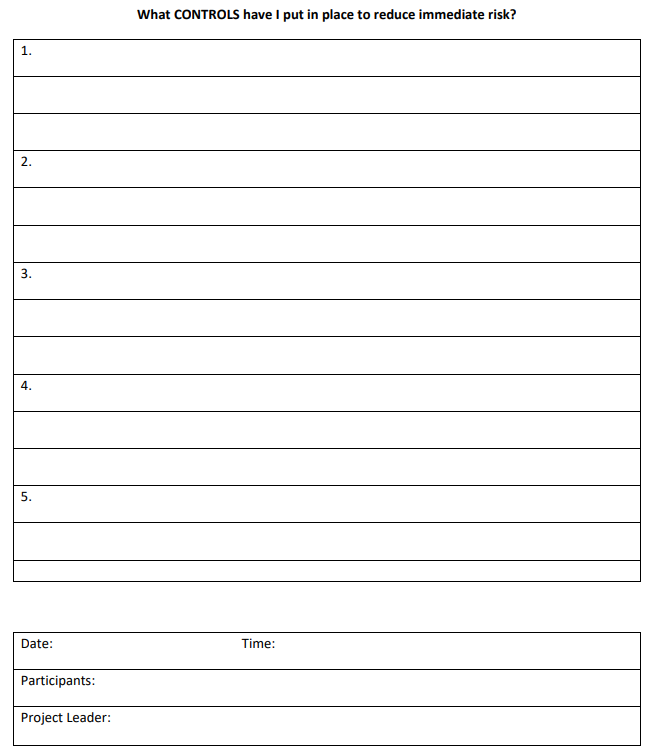 What CONTROLS have I put in place to reduce immediate risk?
1.
2.
3.
4.
5.
Date: Time:
Participants:
Project Leader: